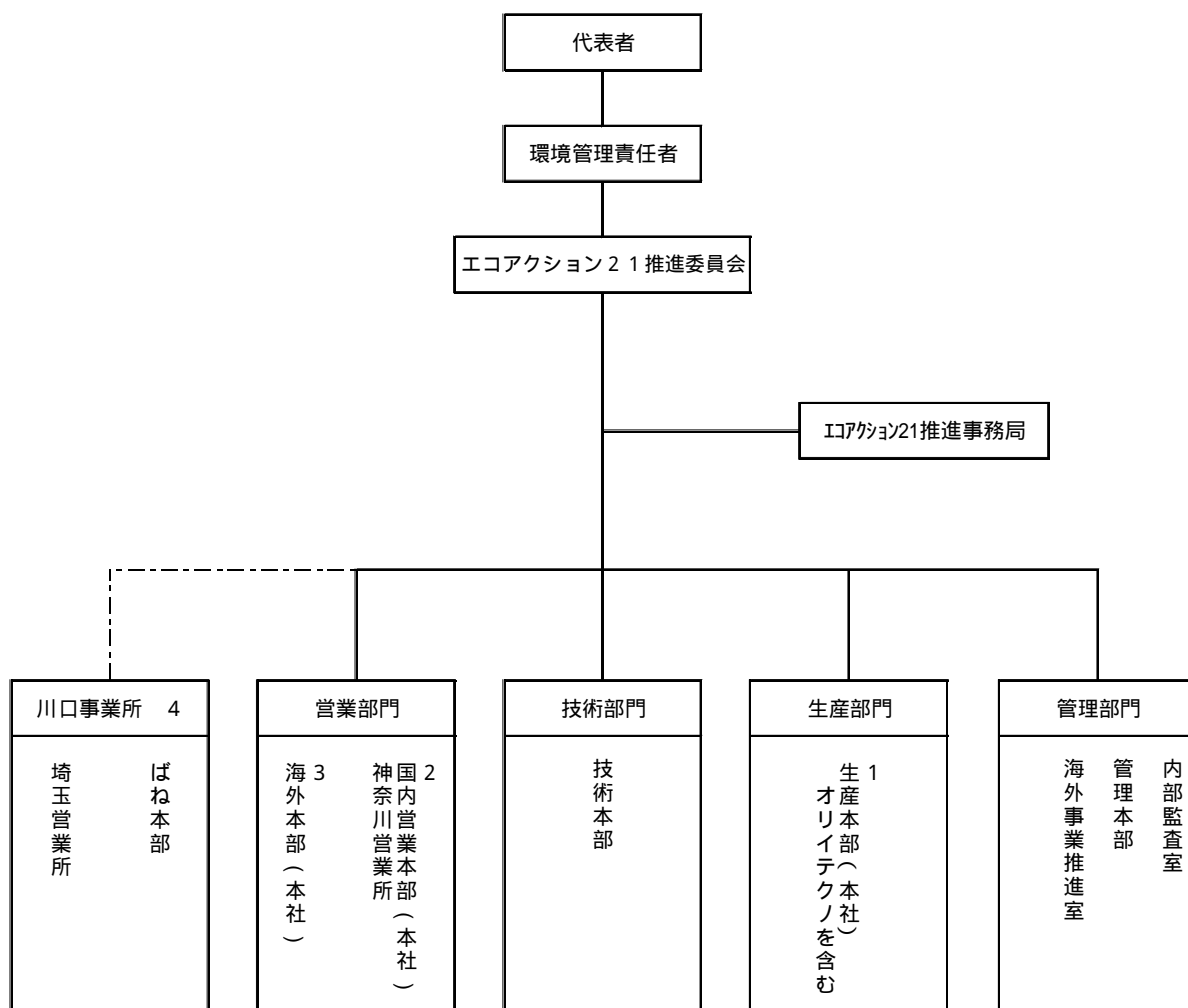 代表者
環境管理責任者
エコアクション２１推進委員会
ｴｺｱｸｼｮﾝ21推進事務局
川口事業所　4
ばね本部
埼玉営業所
営業部門
国内営業本部(本社) 2
神奈川営業所
海外本部(本社) 3
技術部門
技術本部
生産部門
生産本部(本社) 1
オリイテクノを含む
管理部門
内部監査室
管理本部
海外事業推進室